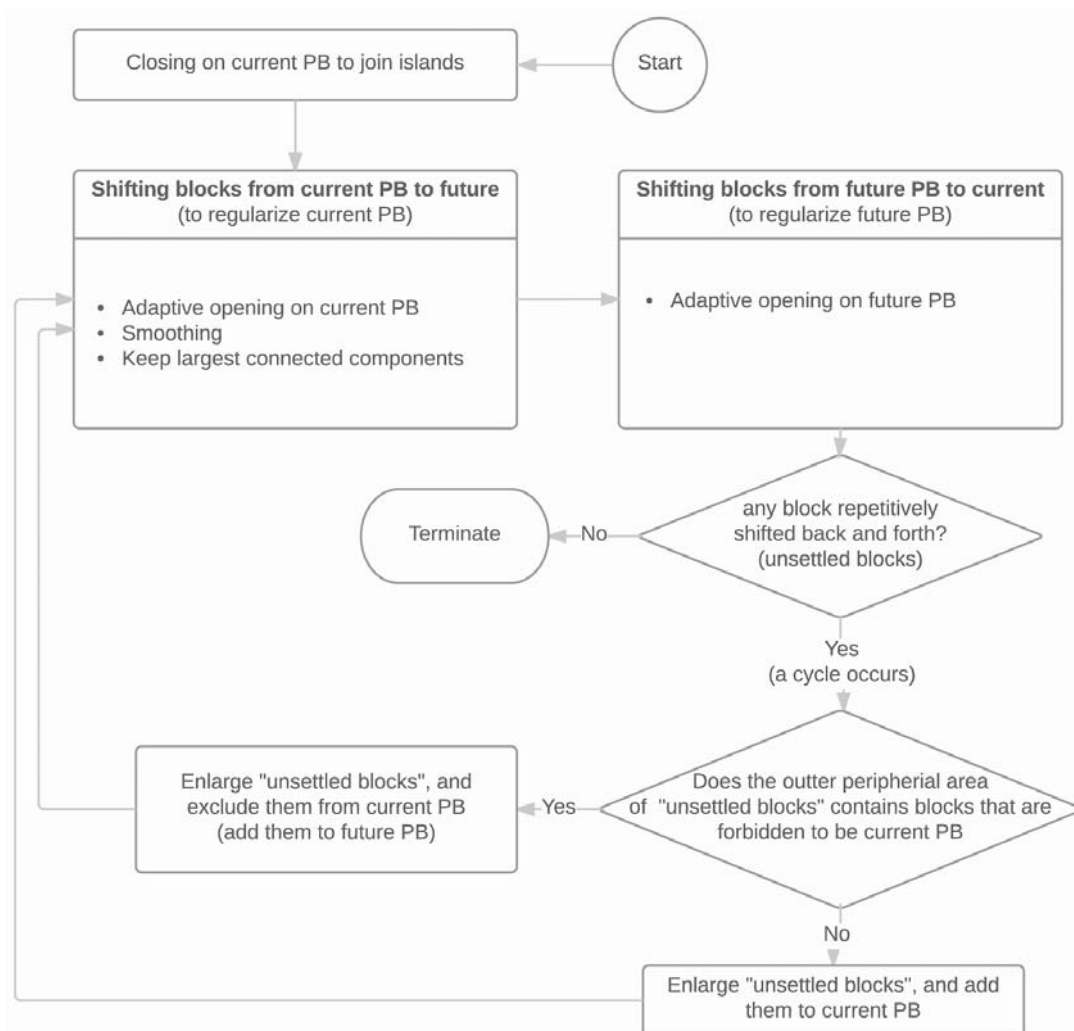 Closing on current PB to join islands
Start
Shifting blocks from current PB to future
(to regularize current PB)
• Adaptive opening on current PB
• Smoothing
• Keep largest connected components
Shifting blocks from future PB to current
(to regularize future PB)
• Adaptive opening on future PB
any block repetitively
shifted back and forth?
(unsettled blocks)
No
Terminate
Yes
(a cycle occurs)
Does the outter peripherial area
of "unsettled blocks" contains blocks that are
forbidden to be current PB
Yes
Enlarge "unsettled blocks", and
exclude them from current PB
(add them to future PB)
No
Enlarge "unsettled blocks", and add
them to current PB